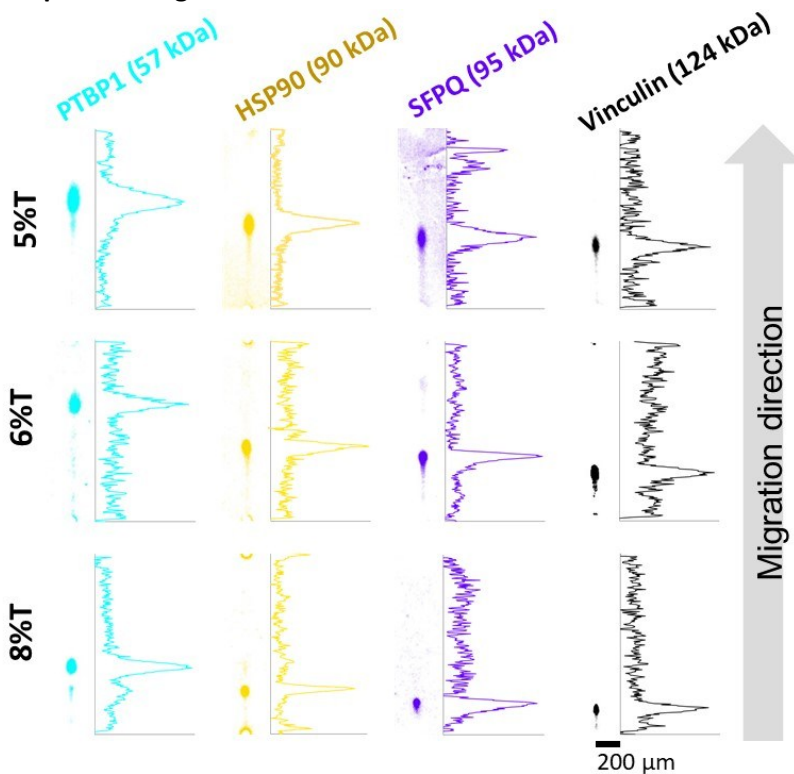 PTBP1 (57 kDa)
HSP90 (90 kDa)
SFPQ (95 kDa)
Vinculin (124 kDa)
5%T
6%T
8%T
Migration direction
200 µm